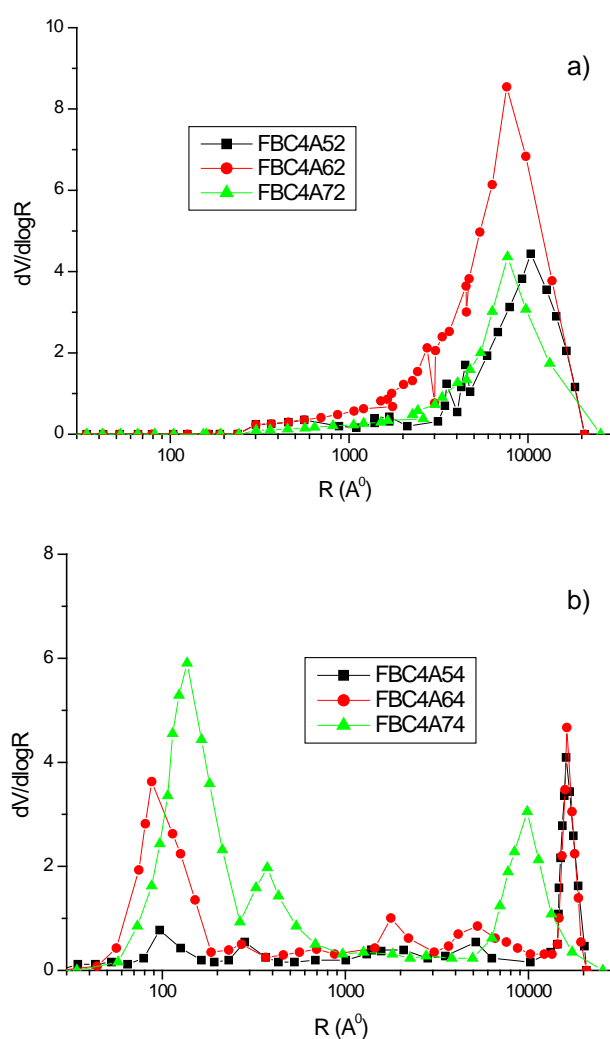 a)
10
8
6
4
2
0
dV/dlogR
FBC4A52
FBC4A62
FBC4A72
100 1000 10000
R (A⁰)
b)
8
6
4
2
0
dV/dlogR
FBC4A54
FBC4A64
FBC4A74
100 1000 10000
R (A⁰)